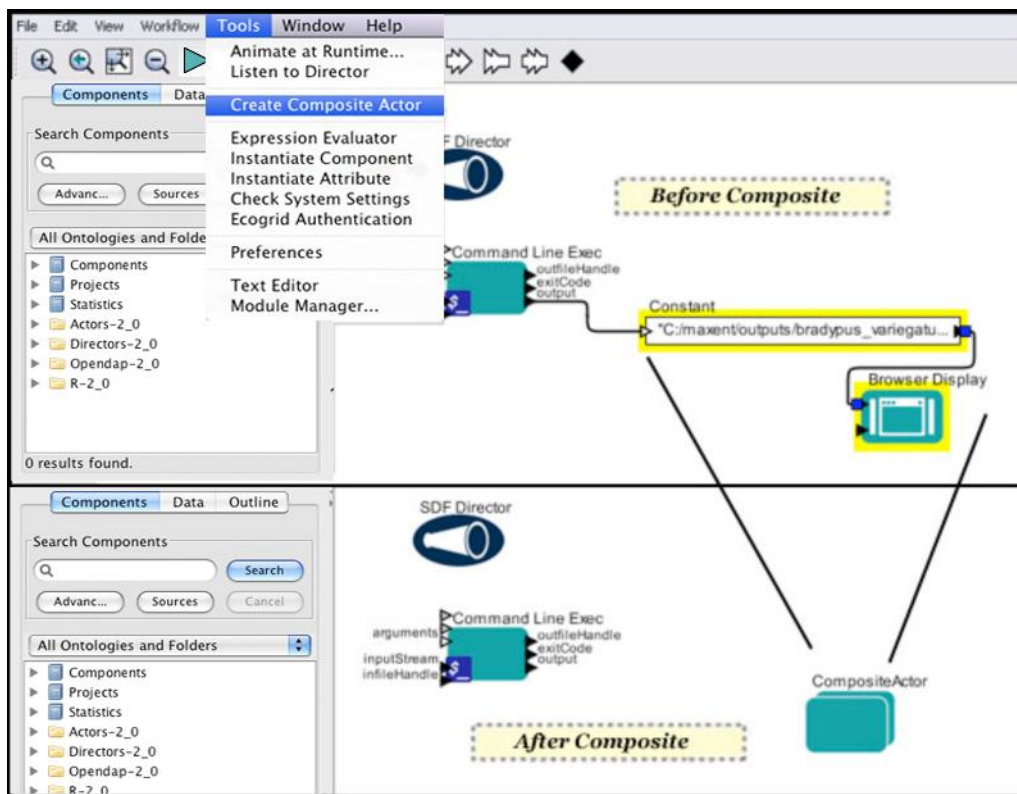 File Edit View Workflow Tools Window Help
Animate at Runtime...
Listen to Director
Create Composite Actor
Expression Evaluator
Instantiate Component
Instantiate Attribute
Check System Settings
Ecogrid Authentication
Preferences
Text Editor
Module Manager...
Components Data
Search Components
Advanc... Sources
All Ontologies and Folde
Components
Projects
Statistics
Actors-2_0
Directors-2_0
Opendap-2_0
R-2_0
0 results found.
F Director
Before Composite
Command Line Exec
outfileHandle
exitCode
output
$_
Constant
"C:/maxent/outputs/bradypus_variegatu...
Browser Display
Components Data Outline
Search Components
Search
Advanc... Sources Cancel
All Ontologies and Folders
Components
Projects
Statistics
Actors-2_0
Directors-2_0
Opendap-2_0
R-2_0
SDF Director
Command Line Exec
arguments
inputStream
infileHandle
outfileHandle
exitCode
output
$_
CompositeActor
After Composite